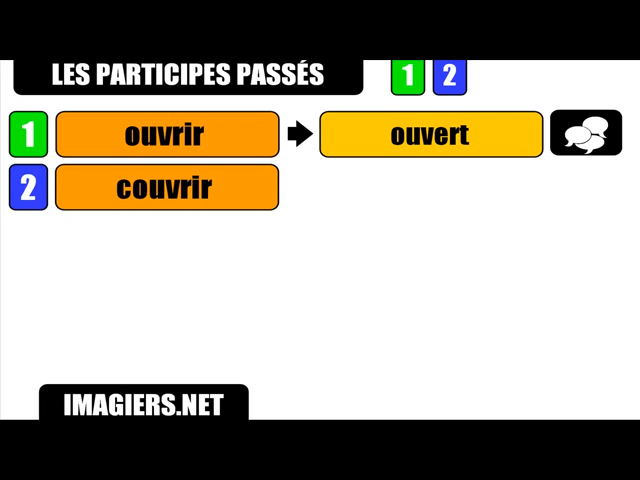 LES PARTICIPES PASSÉS 1 2
1 ouvrir ouvert
2 couvrir
IMAGIERS.NET